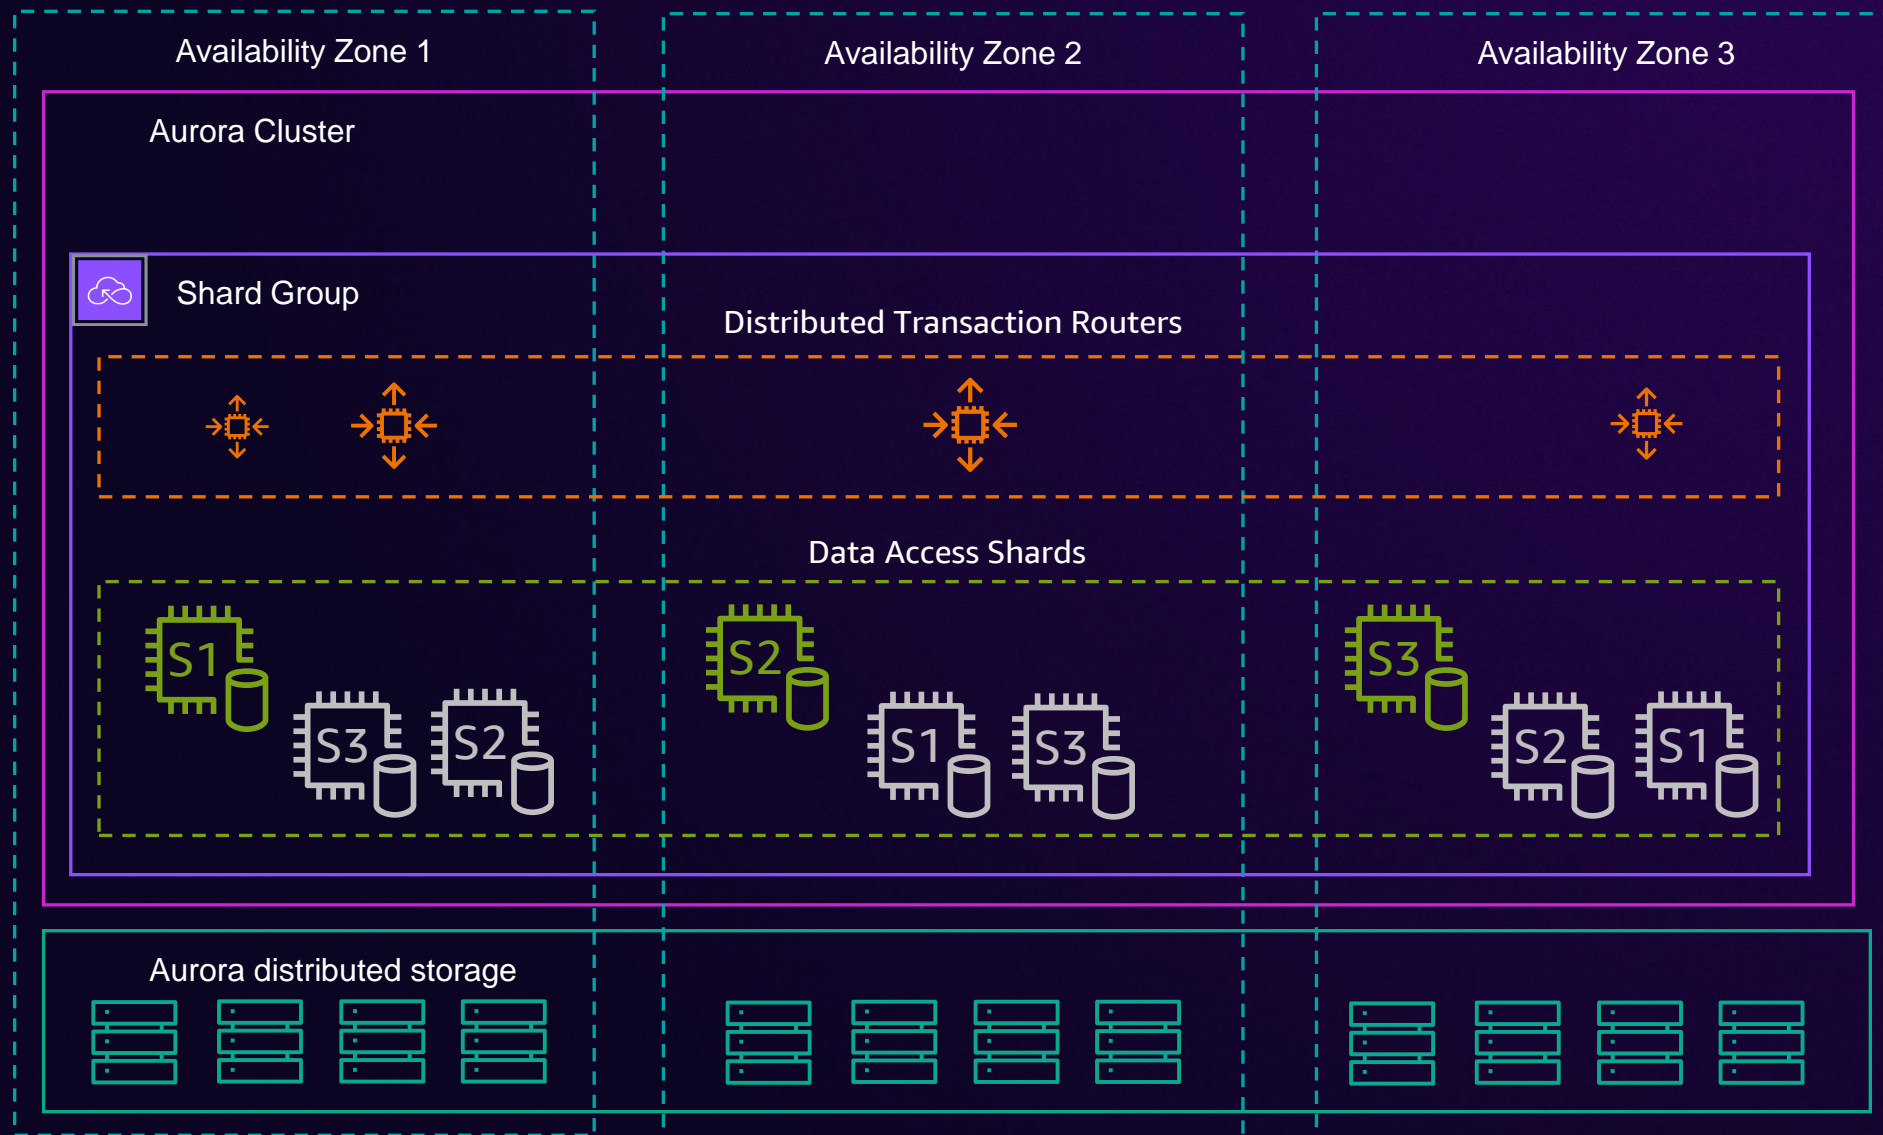 Availability Zone 1
Availability Zone 2
Availability Zone 3
Aurora Cluster
Shard Group
Distributed Transaction Routers
Data Access Shards
S1
S3
S2
S2
S1
S3
S3
S2
S1
Aurora distributed storage